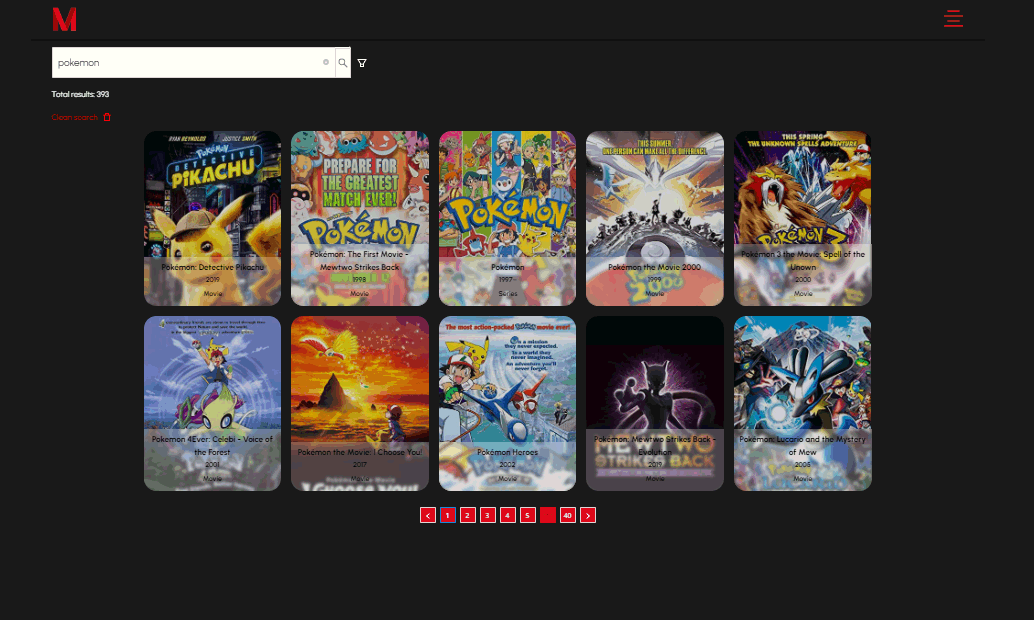 M
pokemon
Total results: 393
Clean search
RYAN REYNOLDS JUSTICE SMITH
POKÉMON
DETECTIVE
PIKACHU
Pokémon: Detective Pikachu
2019
Movie
PREPARE FOR
THE GREATEST
MATCH EVER!
POKÉMON
Pokémon: The First Movie -
Mewtwo Strikes Back
1998
Movie
POKÉMON
Pokémon
1997
Series
THIS SUMMER,
ONE PERSON CAN MAKE ALL THE DIFFERENCE.
2000
Pokémon the Movie 2000
1999
Movie
THIS SPRING
THE UNKNOWN SPELLS ADVENTURE
POKÉMON 3
Pokémon 3 the Movie: Spell of the
Unown
2000
Movie
Pokemon 4Ever: Celebi - Voice of
the Forest
2001
Movie
Pokémon the Movie: I Choose You!
2017
Movie
I CHOOSE YOU!
The most action-packed Pokémon movie ever!
In a world
they never expected.
To a world they
never imagined.
An adventure you'll
never forget.
Pokémon Heroes
2002
Movie
Pokémon: Mewtwo Strikes Back -
Evolution
2019
STRIKES BACK
Movie
Pokémon: Lucario and the Mystery
of Mew
2005
Movie
< 1 2 3 4 5 40 >